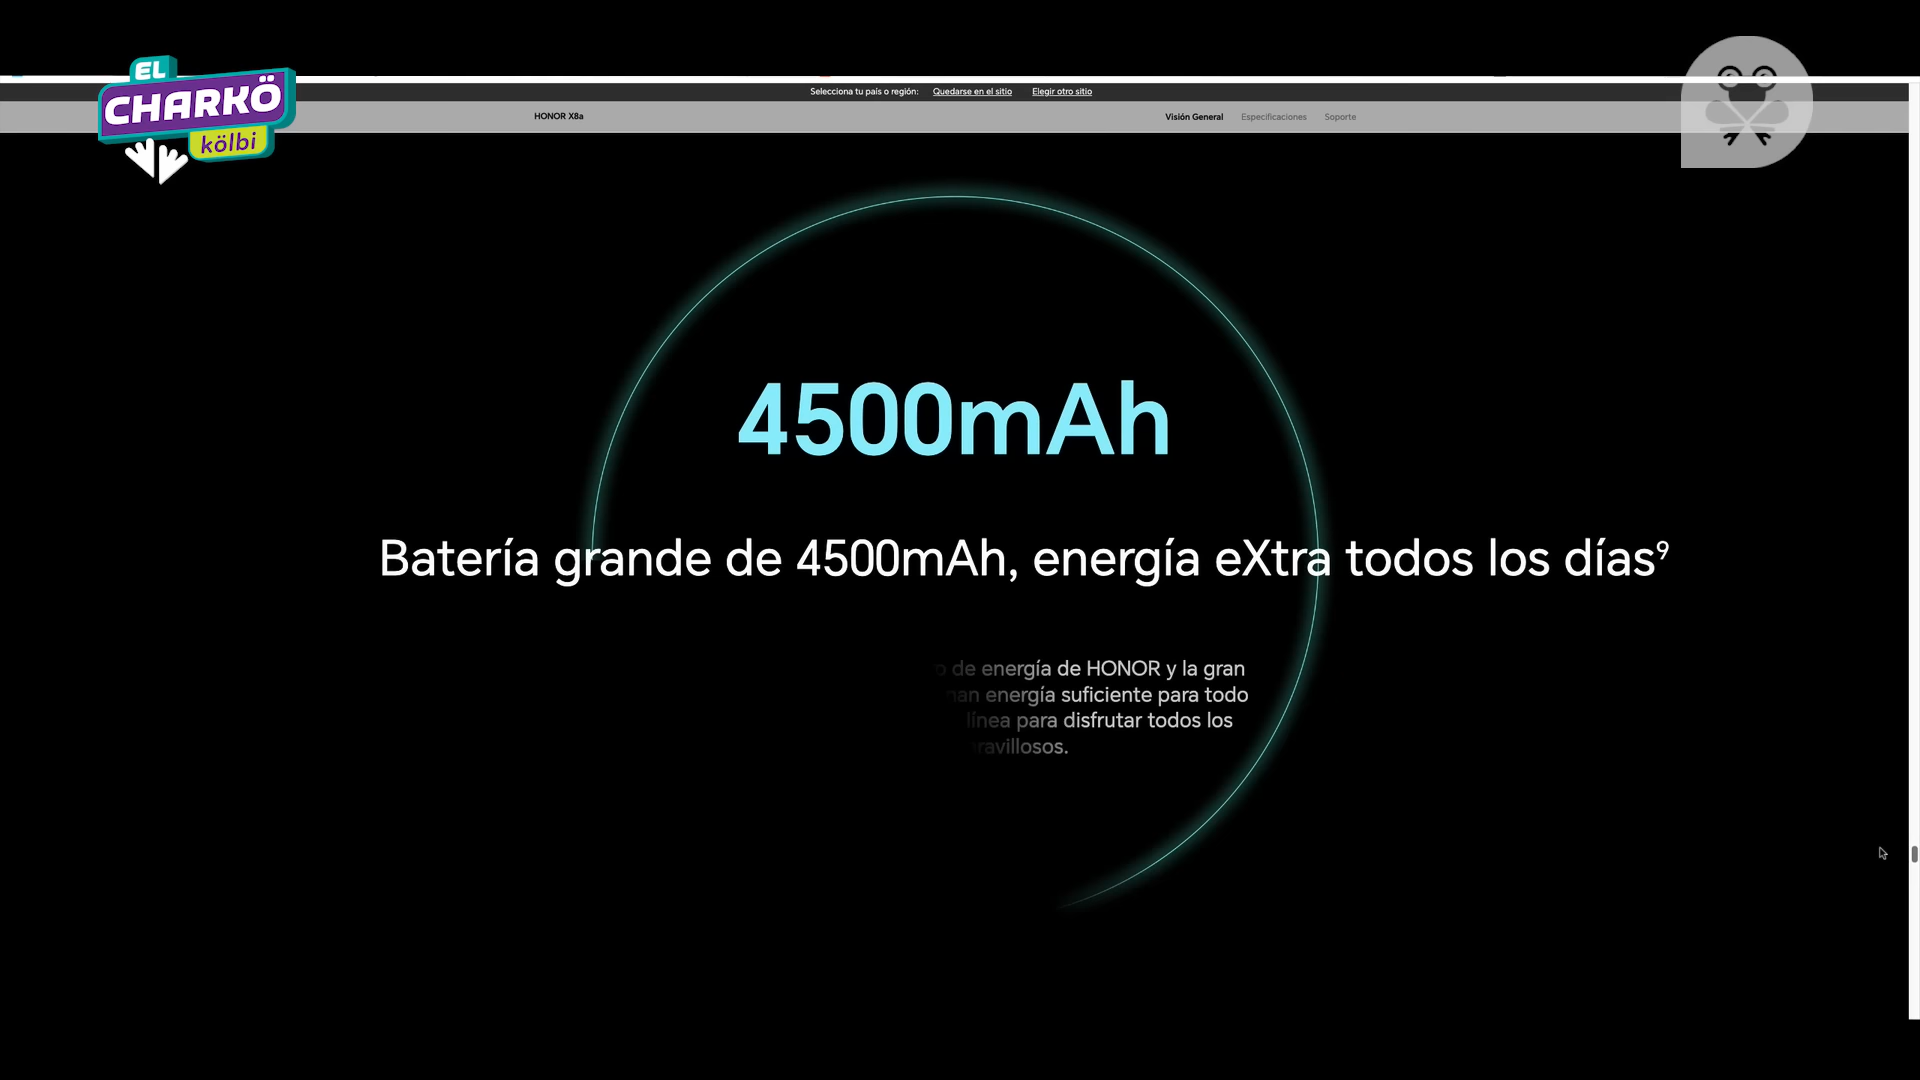 EL
CHARKÖ
kölbi
Selecciona tu país o región: Quedarse en el sitio Elegir otro sitio
HONOR X8a Visión General Especificaciones Soporte
4500mAh
Batería grande de 4500mAh, energía eXtra todos los días⁹
de energía de HONOR y la gran
energía suficiente para todo
línea para disfrutar todos los